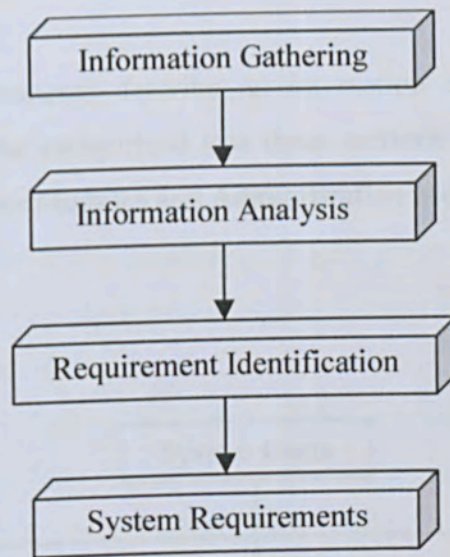 Information Gathering
Information Analysis
Requirement Identification
System Requirements